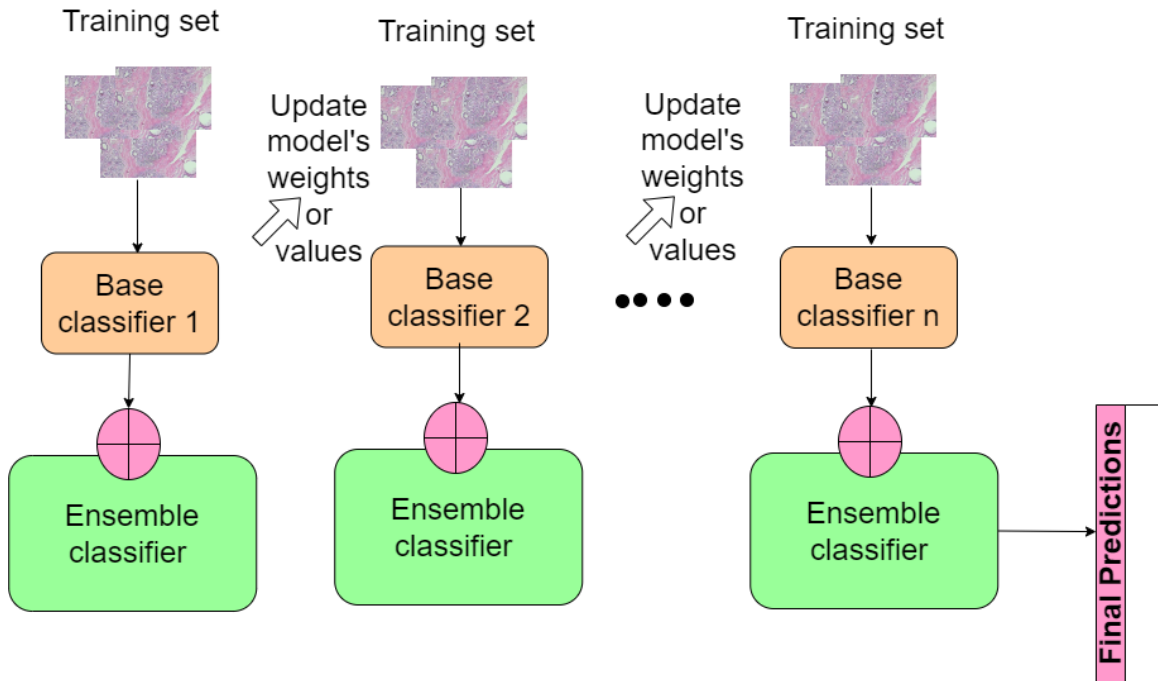 Training set
Training set
Training set
Update
model's
weights
or
values
Update
model's
weights
or
values
Base
classifier 1
Base
classifier 2
Base
classifier n
Ensemble
classifier
Ensemble
classifier
Ensemble
classifier
Final Predictions